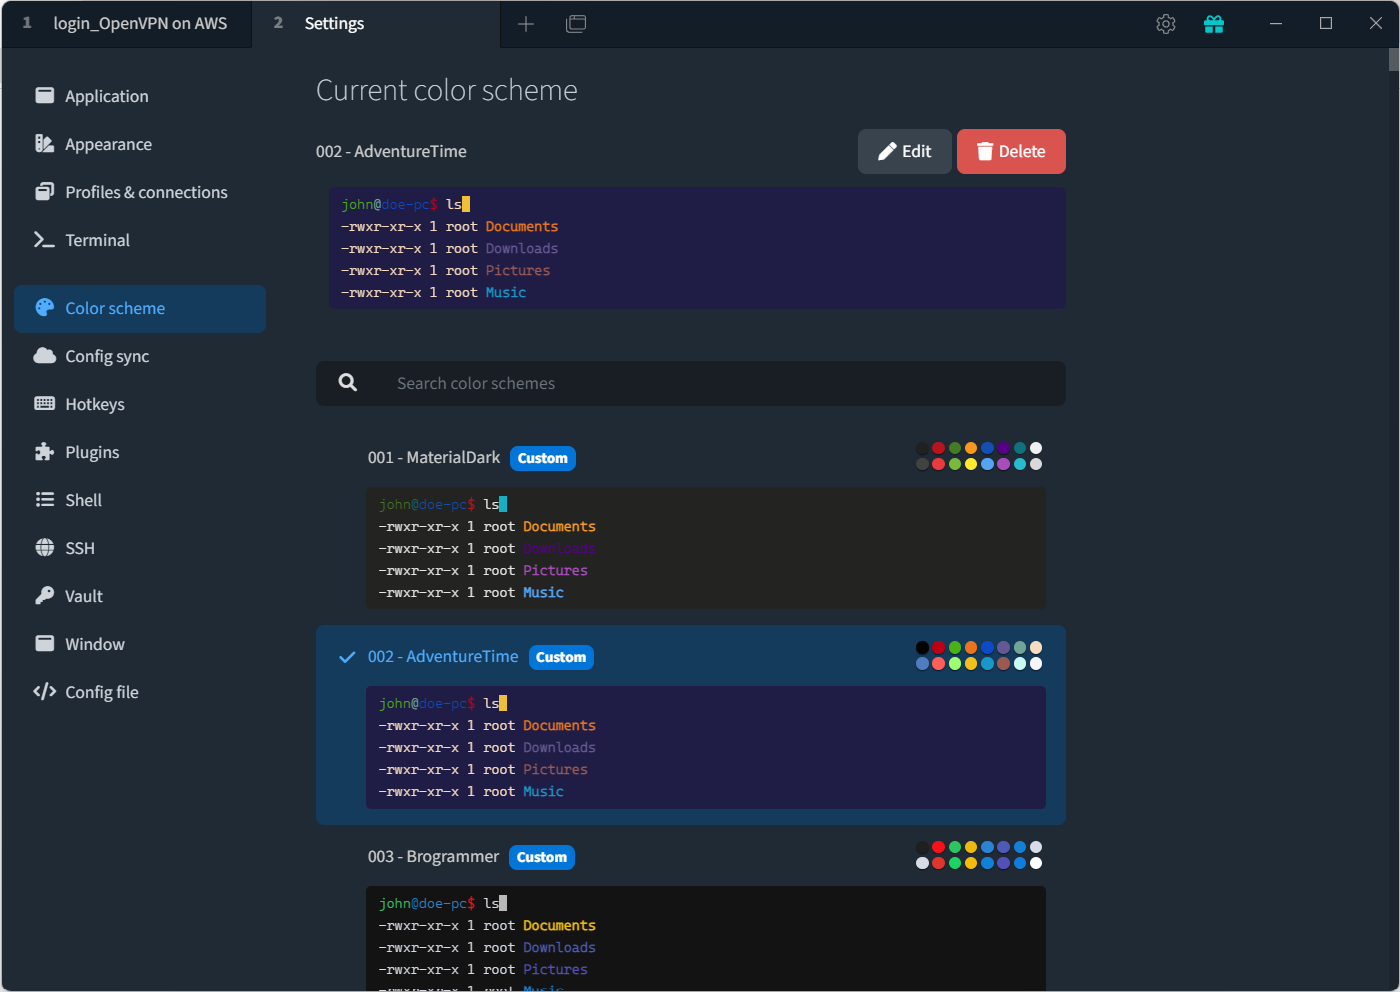 1 login_OpenVPN on AWS 2 Settings
Application
Appearance
Profiles & connections
Terminal
Color scheme
Config sync
Hotkeys
Plugins
Shell
SSH
Vault
Window
Config file
Current color scheme
002 - AdventureTime Edit Delete
john@doe-pc$ ls
-rwxr-xr-x 1 root Documents
-rwxr-xr-x 1 root Downloads
-rwxr-xr-x 1 root Pictures
-rwxr-xr-x 1 root Music
Search color schemes
001 - MaterialDark Custom
john@doe-pc$ ls
-rwxr-xr-x 1 root Documents
-rwxr-xr-x 1 root Downloads
-rwxr-xr-x 1 root Pictures
-rwxr-xr-x 1 root Music
002 - AdventureTime Custom
john@doe-pc$ ls
-rwxr-xr-x 1 root Documents
-rwxr-xr-x 1 root Downloads
-rwxr-xr-x 1 root Pictures
-rwxr-xr-x 1 root Music
003 - Brogrammer Custom
john@doe-pc$ ls
-rwxr-xr-x 1 root Documents
-rwxr-xr-x 1 root Downloads
-rwxr-xr-x 1 root Pictures
-rwxr-xr-x 1 root Music